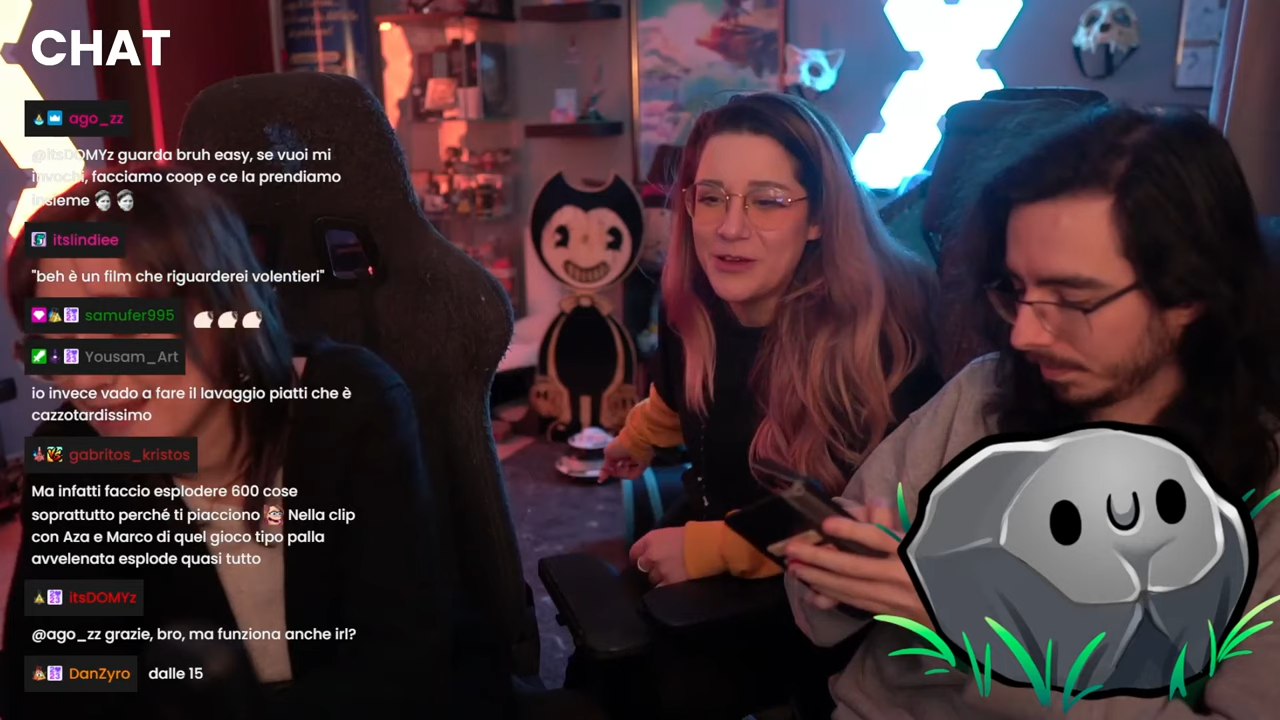 CHAT
ago_zz
@itsDOMYz guarda bruh easy, se vuoi mi
invochi, facciamo coop e ce la prendiamo
insieme
itslindiee
"beh è un film che riguarderei volentieri"
samufer995
Yousam_Art
io invece vado a fare il lavaggio piatti che è
cazzotardissimo
gabritos_kristos
Ma infatti faccio esplodere 600 cose
soprattutto perché ti piacciono Nella clip
con Aza e Marco di quel gioco tipo palla
avvelenata esplode quasi tutto
itsDOMYz
@ago_zz grazie, bro, ma funziona anche irl?
DanZyro dalle 15